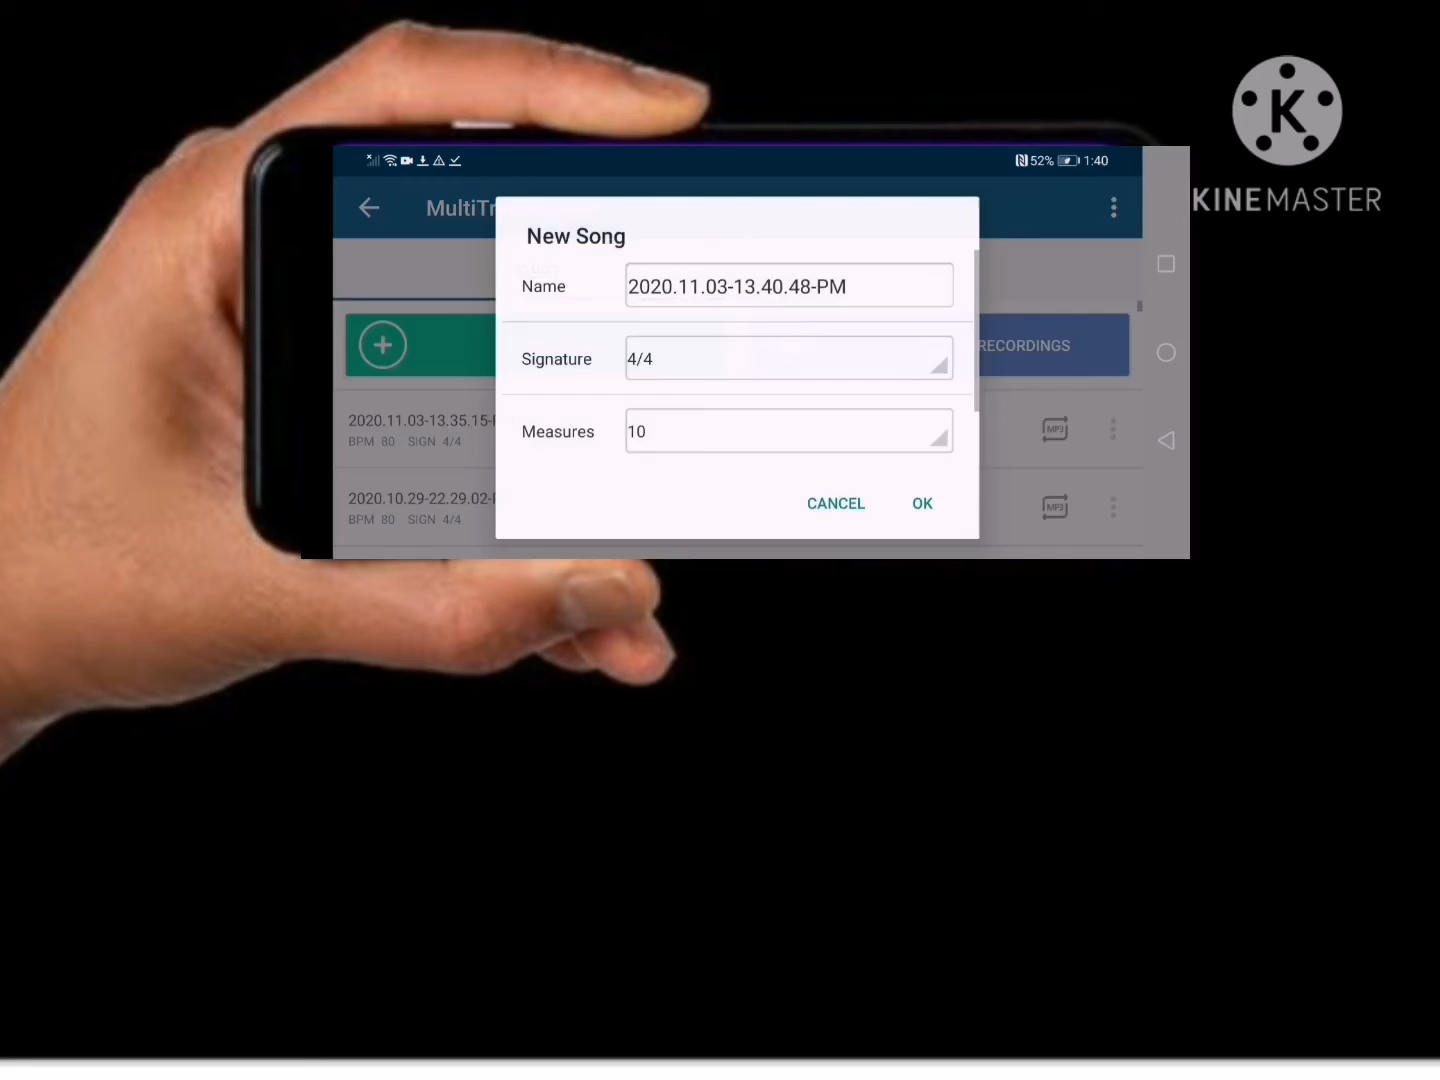 KINEMASTER
52% 1:40
MultiTr
New Song
Name 2020.11.03-13.40.48-PM
Signature 4/4
Measures 10
CANCEL OK
RECORDINGS
2020.11.03-13.35.15-
BPM 80 SIGN 4/4
MP3
2020.10.29-22.29.02-
BPM 80 SIGN 4/4
MP3